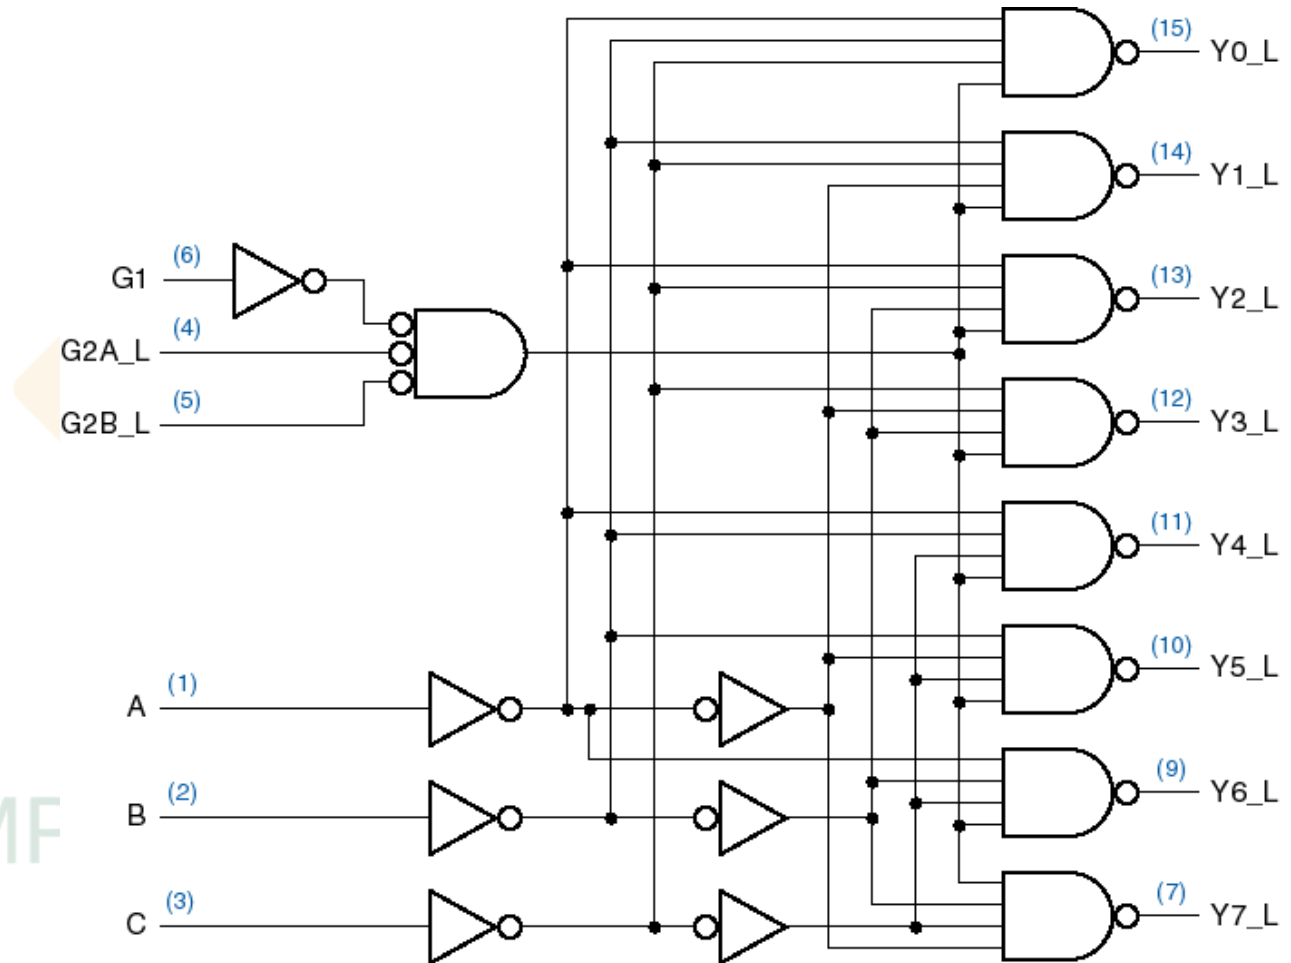 (15)
Y0_L
(14)
Y1_L
(6)
G1
(13)
Y2_L
(4)
G2A_L
(5)
G2B_L
(12)
Y3_L
(11)
Y4_L
(10)
Y5_L
(1)
A
(9)
Y6_L
(2)
B
(3)
C
(7)
Y7_L